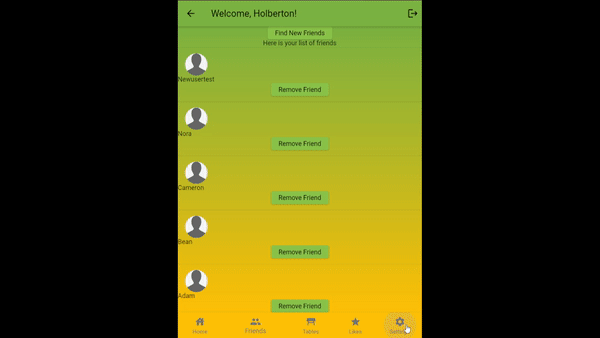 Welcome, Holberton!
Find New Friends
Here is your list of friends
Newusertest
Remove Friend
Nora
Remove Friend
Cameron
Remove Friend
Bean
Remove Friend
Adam
Remove Friend
Home
Friends
Tables
Likes